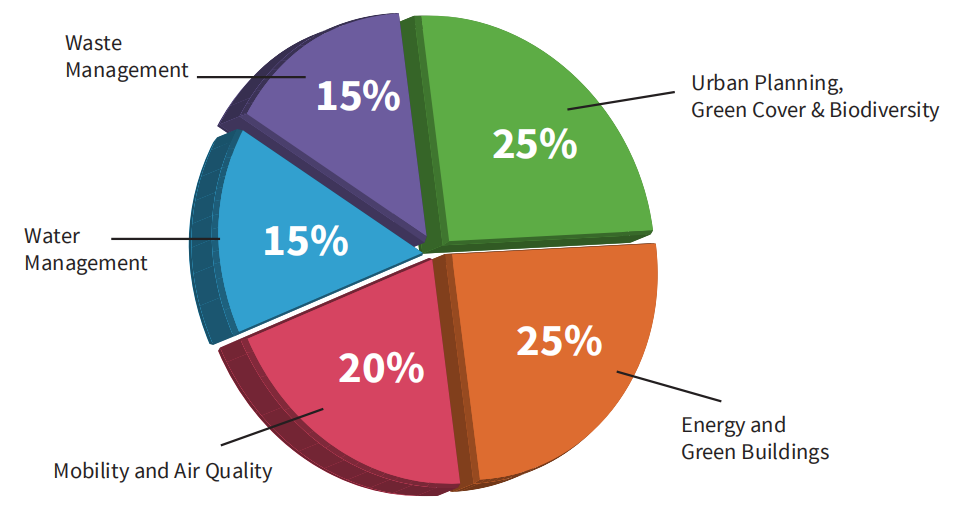 Waste
Management
15%
Urban Planning,
Green Cover & Biodiversity
25%
Water
Management
15%
25%
Energy and
Green Buildings
20%
Mobility and Air Quality